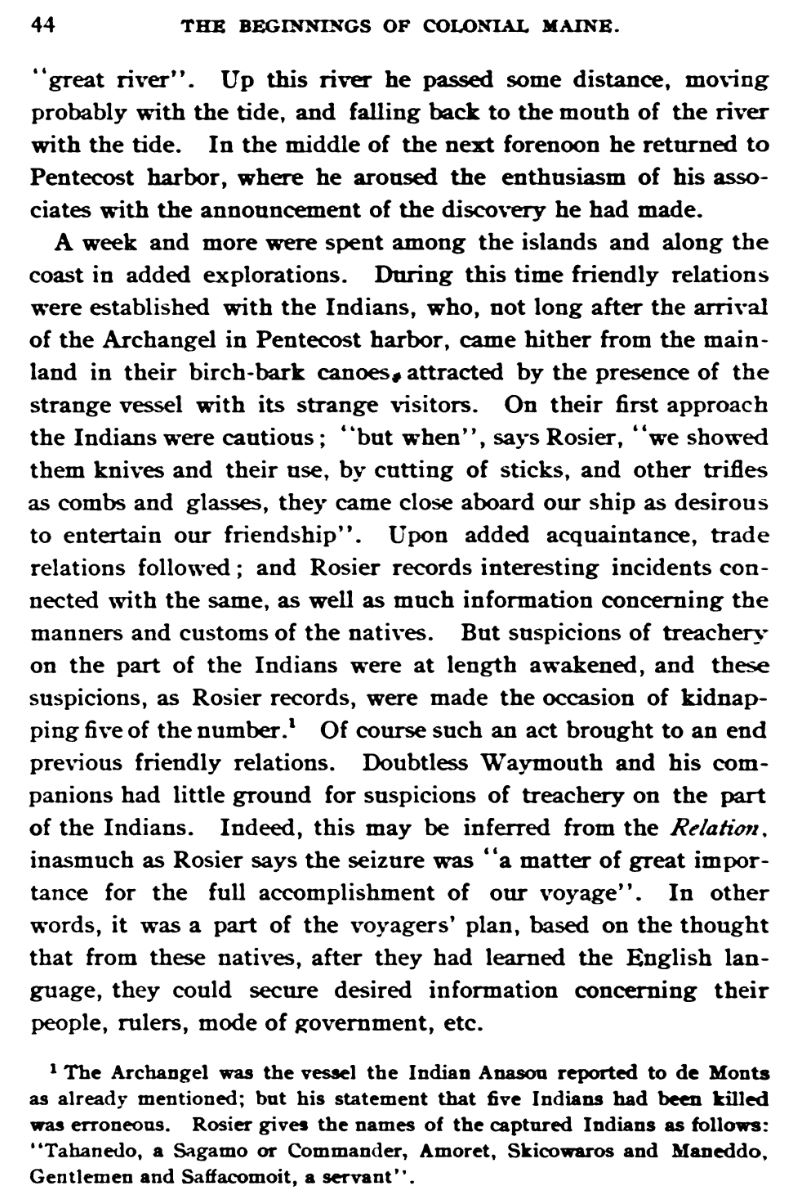 44 THE BEGINNINGS OF COLONIAL MAINE.
“great river”. Up this river he passed some distance, moving
probably with the tide, and falling back to the mouth of the river
with the tide. In the middle of the next forenoon he returned to
Pentecost harbor, where he aroused the enthusiasm of his asso-
ciates with the announcement of the discovery he had made.
A week and more were spent among the islands and along the
coast in added explorations. During this time friendly relations
were established with the Indians, who, not long after the arrival
of the Archangel in Pentecost harbor, came hither from the main-
land in their birch-bark canoes, attracted by the presence of the
strange vessel with its strange visitors. On their first approach
the Indians were cautious; “but when”, says Rosier, “we showed
them knives and their use, by cutting of sticks, and other trifles
as combs and glasses, they came close aboard our ship as desirous
to entertain our friendship”. Upon added acquaintance, trade
relations followed; and Rosier records interesting incidents con-
nected with the same, as well as much information concerning the
manners and customs of the natives. But suspicions of treachery
on the part of the Indians were at length awakened, and these
suspicions, as Rosier records, were made the occasion of kidnap-
ping five of the number.¹ Of course such an act brought to an end
previous friendly relations. Doubtless Waymouth and his com-
panions had little ground for suspicions of treachery on the part
of the Indians. Indeed, this may be inferred from the Relation,
inasmuch as Rosier says the seizure was “a matter of great impor-
tance for the full accomplishment of our voyage”. In other
words, it was a part of the voyagers’ plan, based on the thought
that from these natives, after they had learned the English lan-
guage, they could secure desired information concerning their
people, rulers, mode of government, etc.
¹ The Archangel was the vessel the Indian Anasou reported to de Monts
as already mentioned; but his statement that five Indians had been killed
was erroneous. Rosier gives the names of the captured Indians as follows:
“Tahanedo, a Sagamo or Commander, Amoret, Skicowaros and Maneddo,
Gentlemen and Saffacomoit, a servant”.